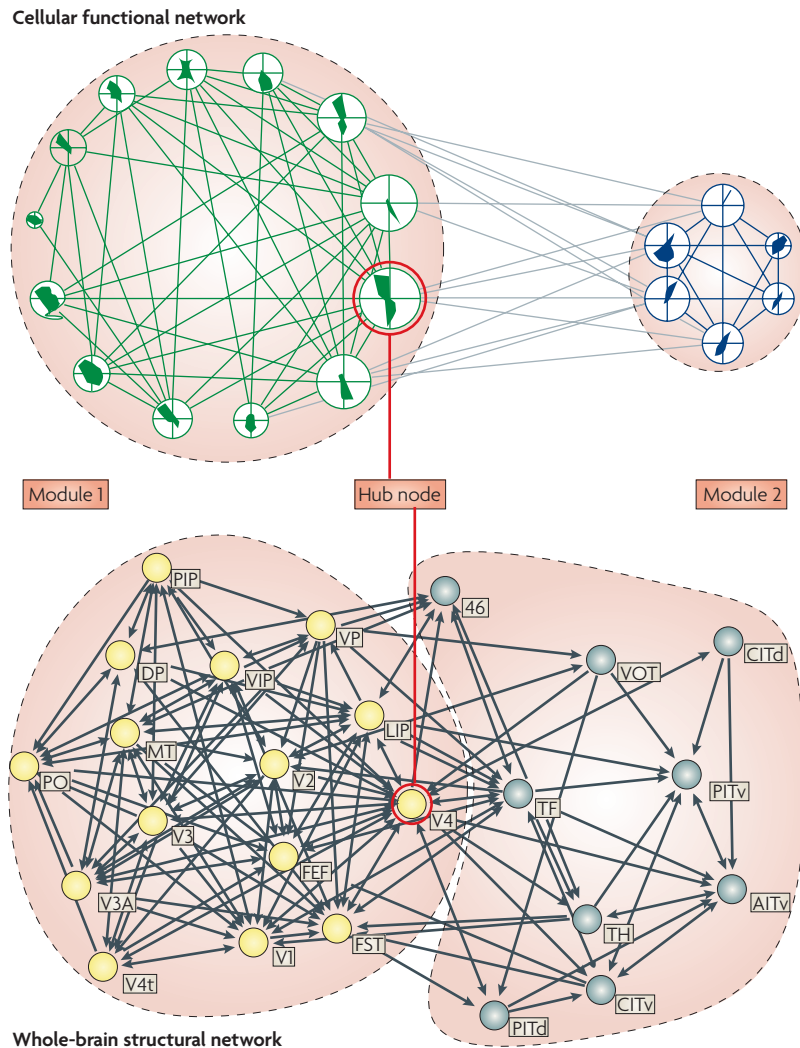 Cellular functional network
Module 1
Hub node
Module 2
PIP
46
VP
CITd
DP
VIP
VOT
LIP
MT
PO
V2
PITv
TF
V4
V3
FEF
V3A
AITv
TH
V1
FST
V4t
CITv
PITd
Whole-brain structural network